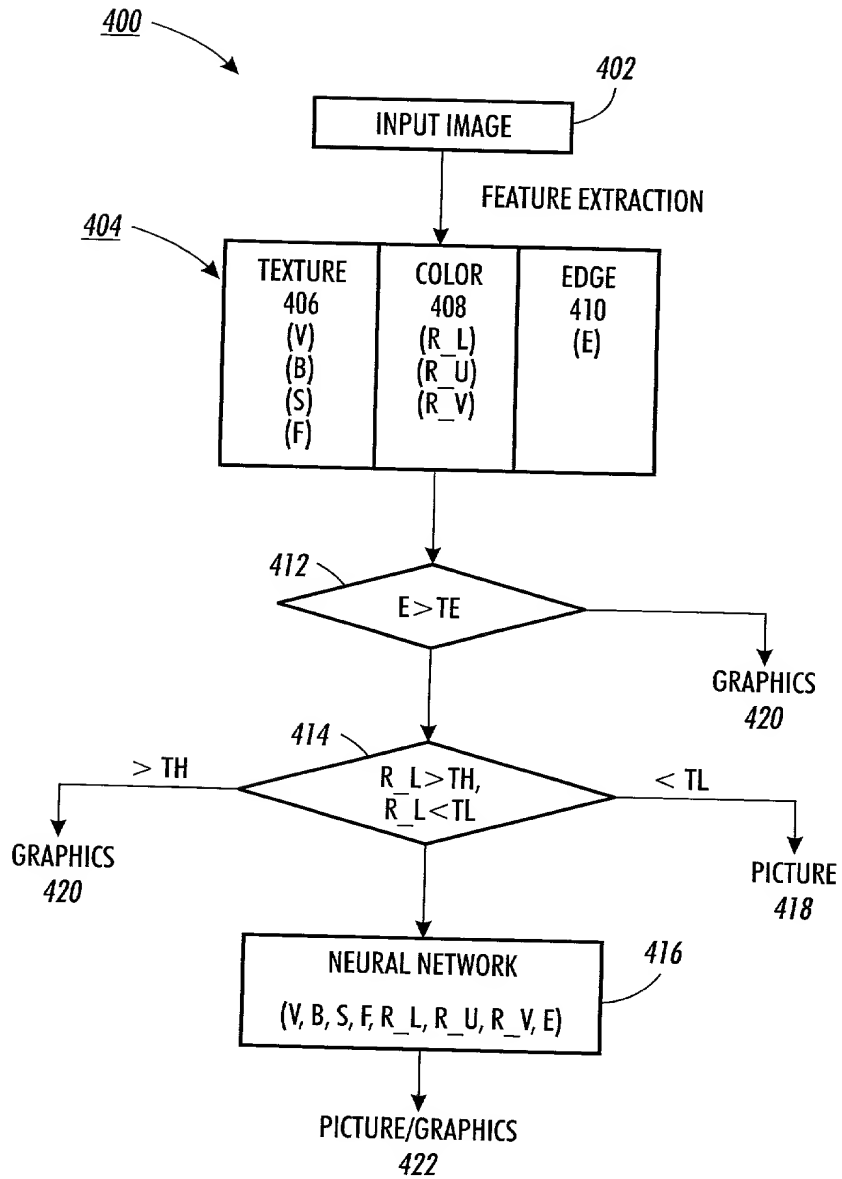 400
402
INPUT IMAGE
FEATURE EXTRACTION
404
TEXTURE
406
(V)
(B)
(S)
(F)
COLOR
408
(R_L)
(R_U)
(R_V)
EDGE
410
(E)
412
E>TE
GRAPHICS
420
414
> TH
R_L>TH,
R_L<TL
< TL
GRAPHICS
420
PICTURE
418
416
NEURAL NETWORK
(V, B, S, F, R_L, R_U, R_V, E)
PICTURE/GRAPHICS
422